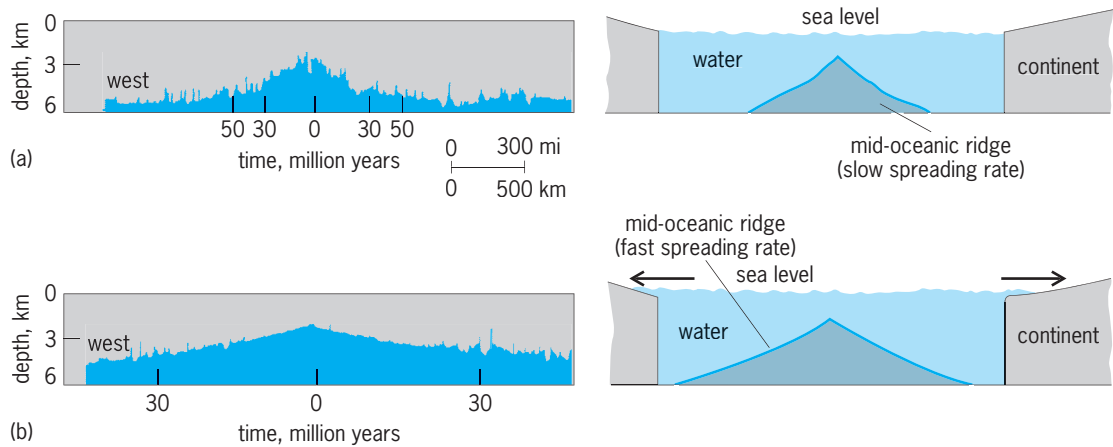 0
3
6
depth, km
west
50 30 0 30 50
time, million years
(a)
0 300 mi
0 500 km
sea level
water
continent
mid-oceanic ridge
(slow spreading rate)
0
3
6
depth, km
west
30 0 30
time, million years
(b)
mid-oceanic ridge
(fast spreading rate)
sea level
water
continent